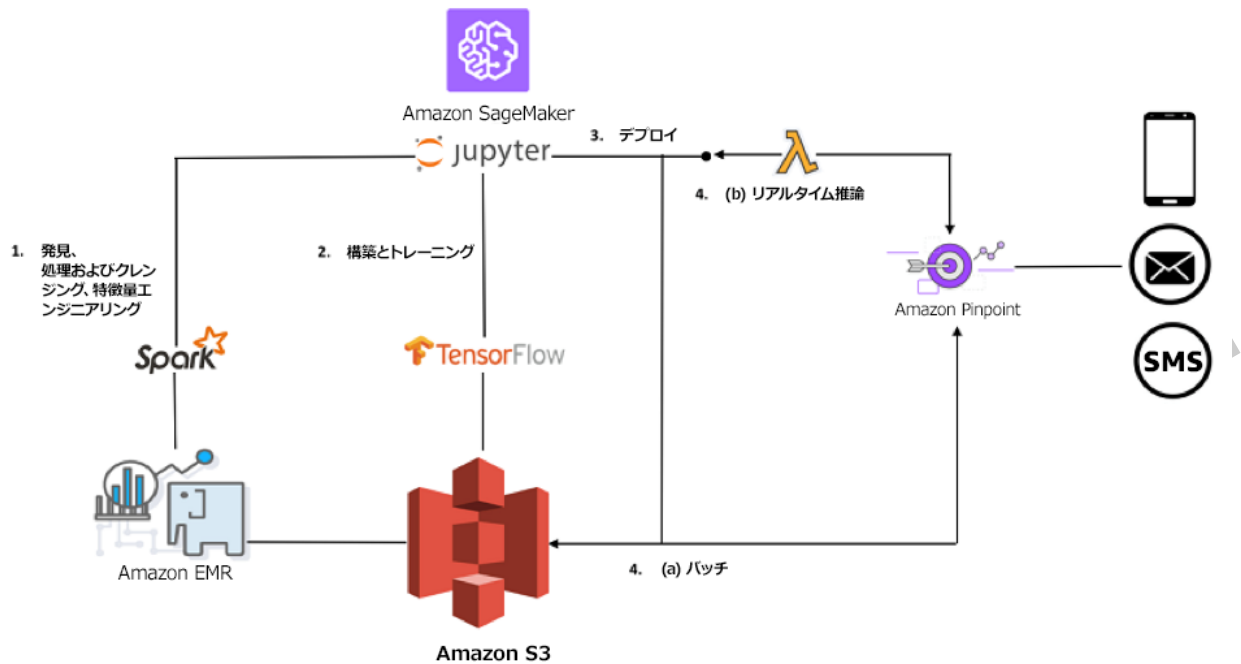 Amazon SageMaker
jupyter
3. デプロイ
4. (b) リアルタイム推論
1. 発見、
処理およびクレン
ジング、特徴量エ
ンジニアリング
2. 構築とトレーニング
Amazon Pinpoint
Spark
TensorFlow
SMS
Amazon EMR
4. (a) バッチ
Amazon S3